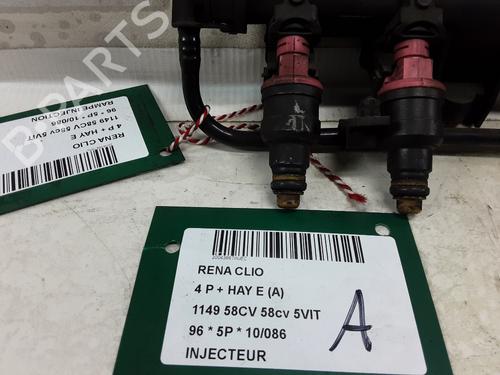 B-PARTS
RENA CLIO
4 P + HAY E
1149 58CV 58cv 5VIT
96 * 5P * 10/086
RAMPE INJECTION
RENA CLIO
4 P + HAY E (A)
1149 58CV 58cv 5VIT
96 * 5P * 10/086
INJECTEUR
A